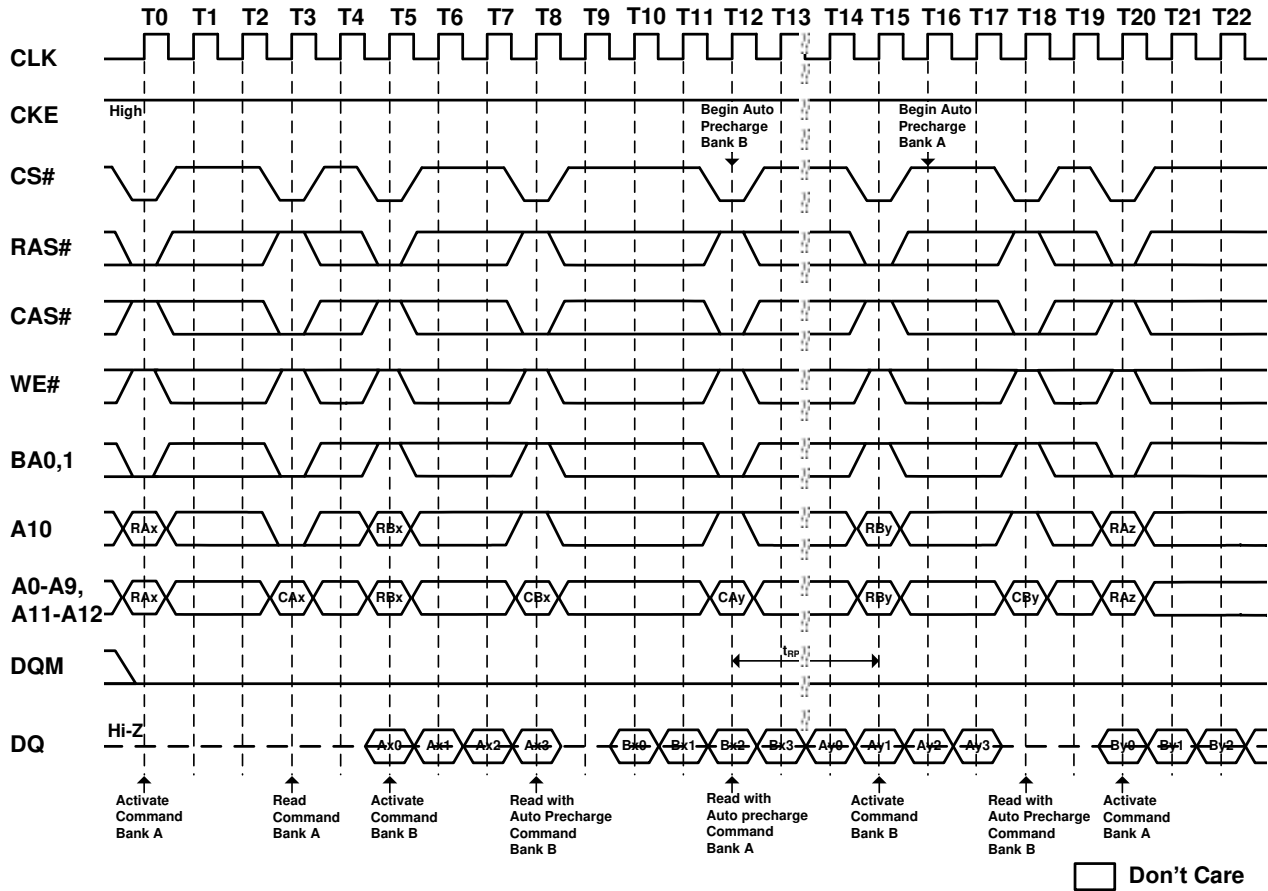 T0 T1 T2 T3 T4 T5 T6 T7 T8 T9 T10 T11 T12 T13 T14 T15 T16 T17 T18 T19 T20 T21 T22
CLK
CKE
High
Begin Auto
Precharge
Bank B
Begin Auto
Precharge
Bank A
CS#
RAS#
CAS#
WE#
BA0,1
A10
RAx RBx RBy RAz
A0-A9,
A11-A12
RAx CAx RBx CBx CAy RBy CBy RAz
DQM
tRP
DQ
Hi-Z
Ax0 Ax1 Ax2 Ax3 Bx0 Bx1 Bx2 Bx3 Ay0 Ay1 Ay2 Ay3 By0 By1 By2
Activate
Command
Bank A
Read
Command
Bank A
Activate
Command
Bank B
Read with
Auto Precharge
Command
Bank B
Read with
Auto precharge
Command
Bank A
Activate
Command
Bank B
Read with
Auto Precharge
Command
Bank B
Activate
Command
Bank A
Don't Care